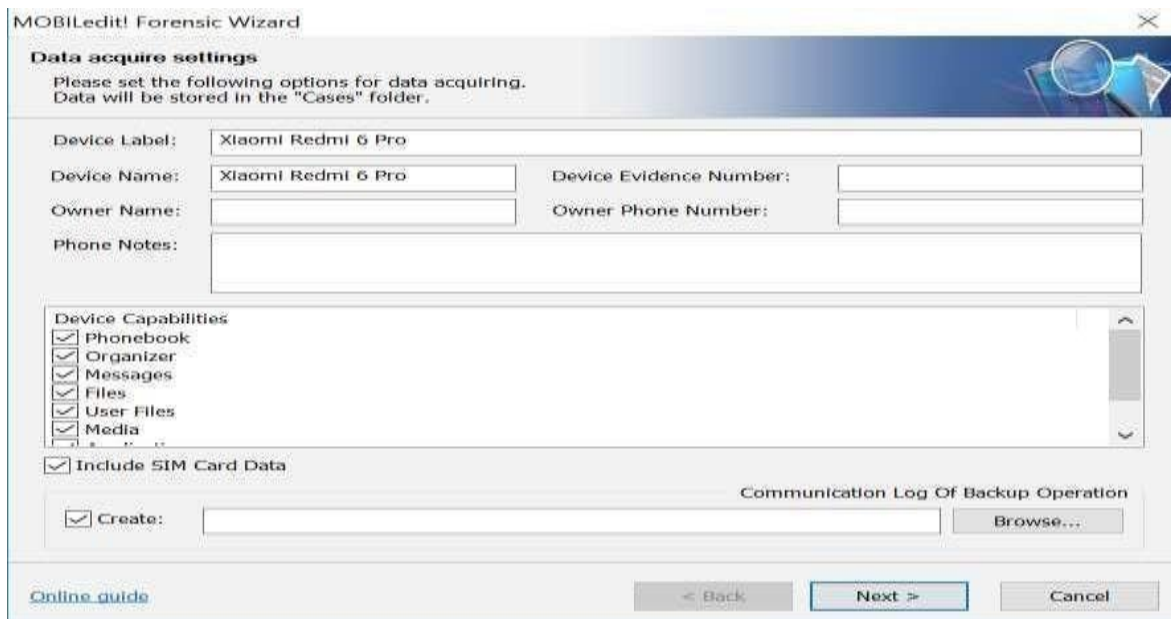 MOBILedit! Forensic Wizard
Data acquire settings
Please set the following options for data acquiring.
Data will be stored in the "Cases" folder.
Device Label: Xiaomi Redmi 6 Pro
Device Name: Xiaomi Redmi 6 Pro Device Evidence Number:
Owner Name: Owner Phone Number:
Phone Notes:
Device Capabilities
Phonebook
Organizer
Messages
Files
User Files
Media
Include SIM Card Data
Communication Log Of Backup Operation
Create: Browse...
Online guide < Back Next > Cancel